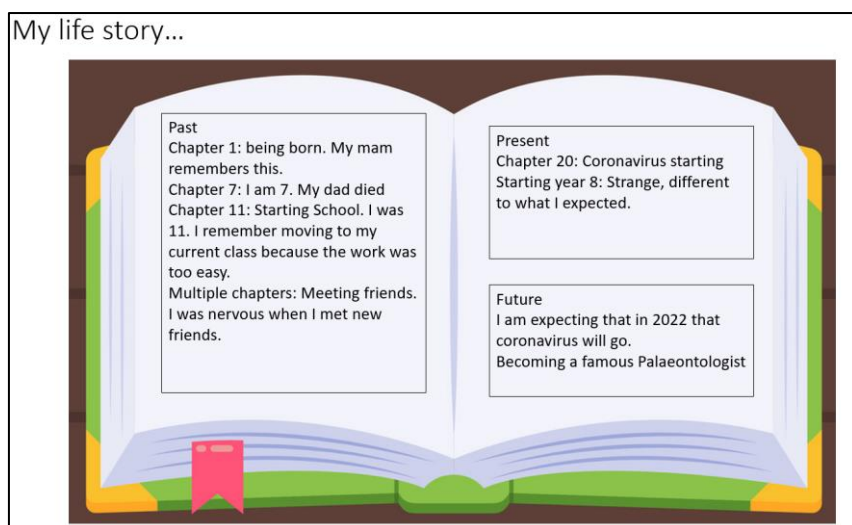 My life story...
Past
Chapter 1: being born. My mam
remembers this.
Chapter 7: I am 7. My dad died
Chapter 11: Starting School. I was
11. I remember moving to my
current class because the work was
too easy.
Multiple chapters: Meeting friends.
I was nervous when I met new
friends.
Present
Chapter 20: Coronavirus starting
Starting year 8: Strange, different
to what I expected.
Future
I am expecting that in 2022 that
coronavirus will go.
Becoming a famous Palaeontologist